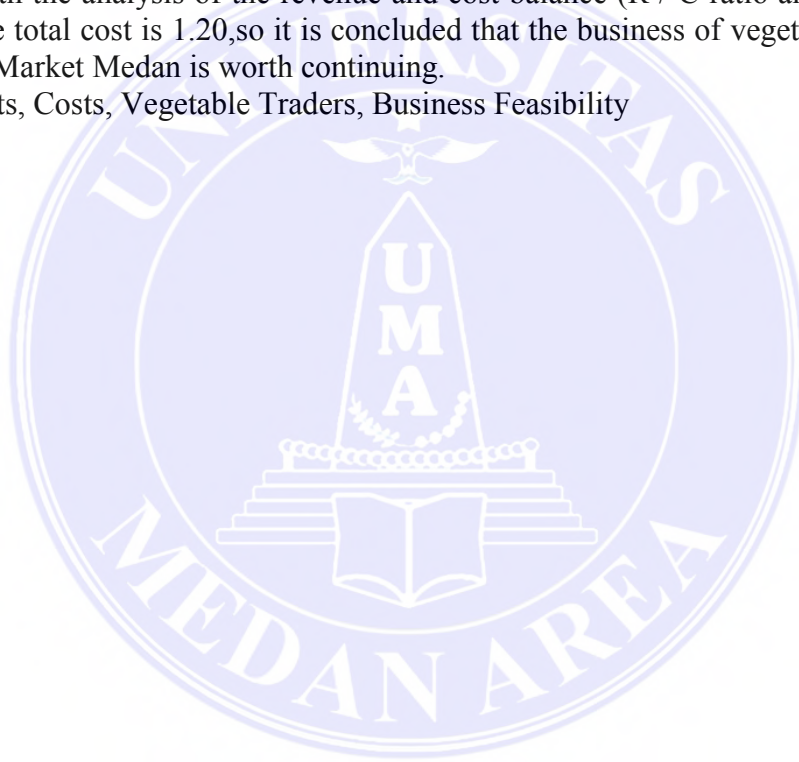 the analysis of the revenue and cost balance (R / C ratio
e total cost is 1.20,so it is concluded that the business of veget
Market Medan is worth continuing.
ts, Costs, Vegetable Traders, Business Feasibility
UNIVERSITAS
UMA
MEDAN AREA